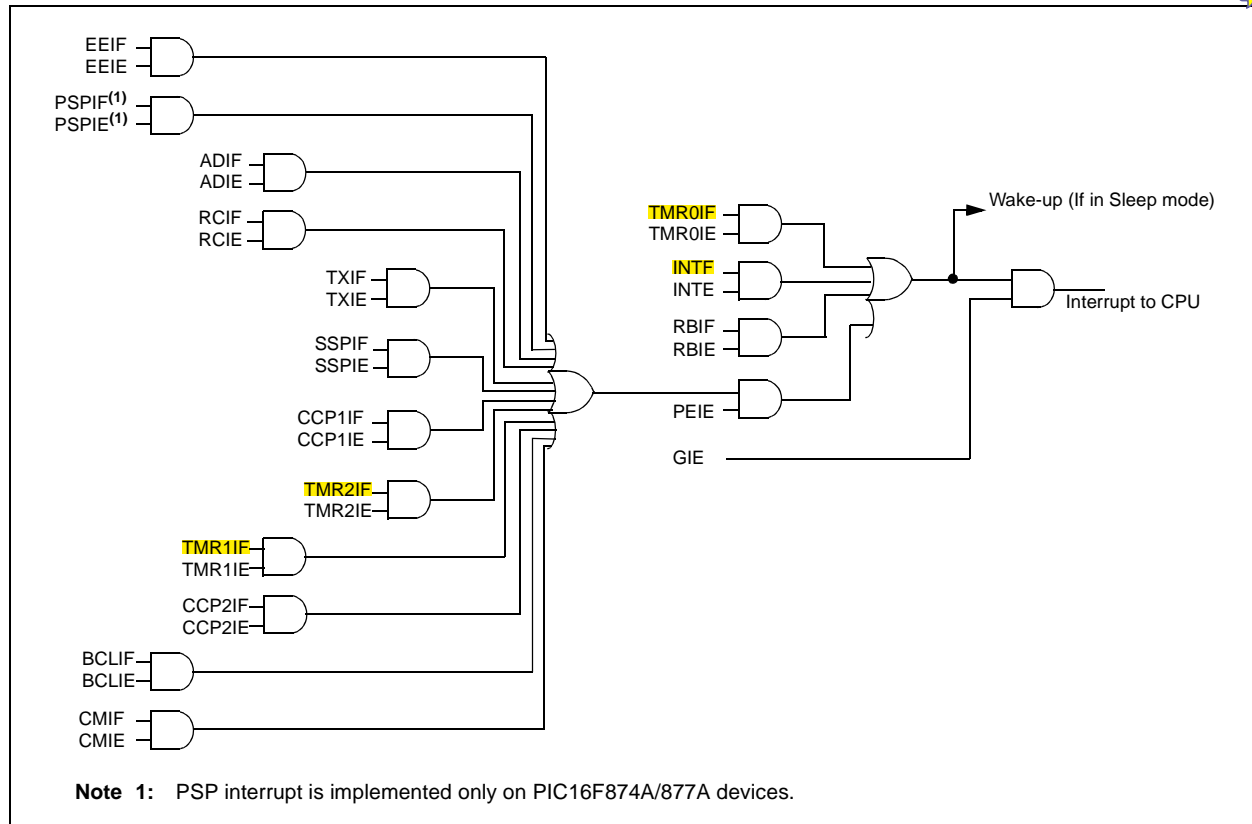 EEIF
EEIE
PSPIF(1)
PSPIE(1)
ADIF
ADIE
RCIF
RCIE
TXIF
TXIE
SSPIF
SSPIE
CCP1IF
CCP1IE
TMR2IF
TMR2IE
TMR1IF
TMR1IE
CCP2IF
CCP2IE
BCLIF
BCLIE
CMIF
CMIE
TMR0IF
TMR0IE
INTF
INTE
RBIF
RBIE
PEIE
GIE
Wake-up (If in Sleep mode)
Interrupt to CPU
Note 1: PSP interrupt is implemented only on PIC16F874A/877A devices.